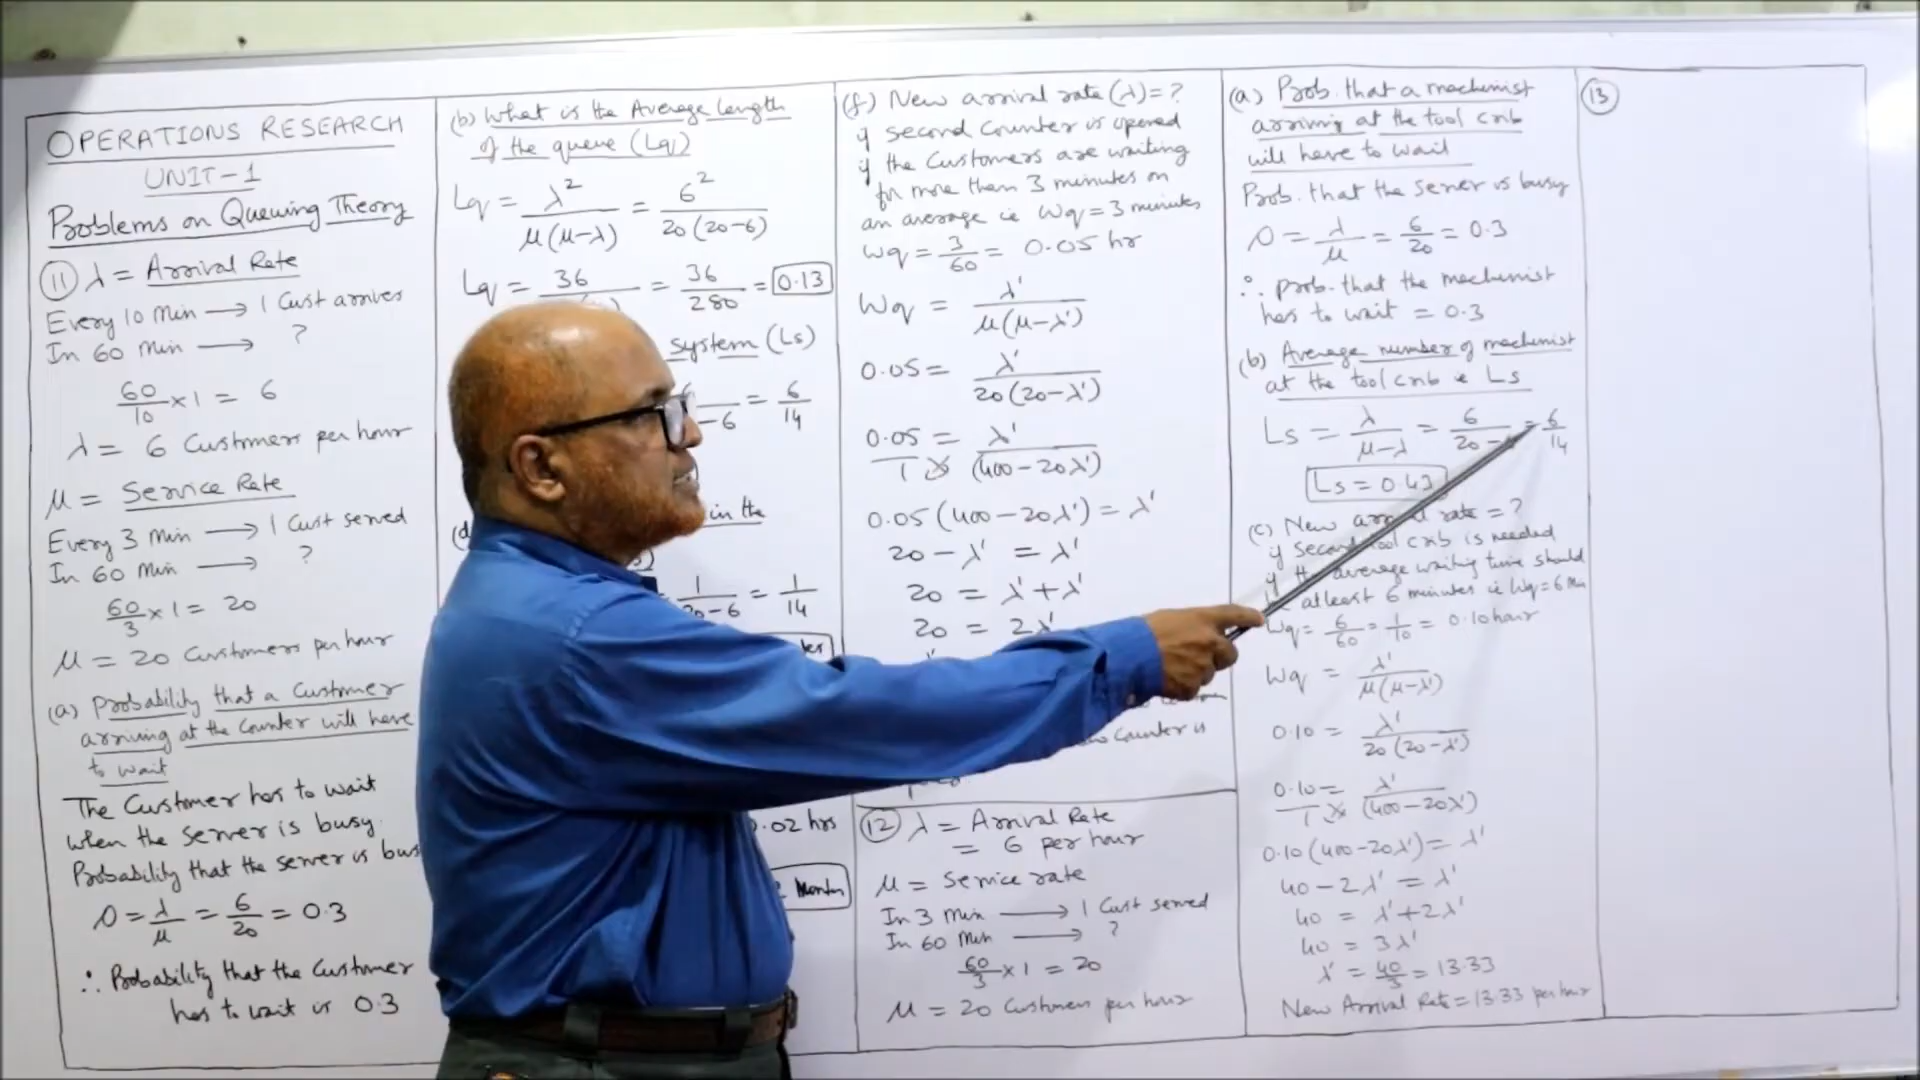 OPERATIONS RESEARCH
UNIT-1
Problems on Queuing Theory
(11) λ = Arrival Rate
Every 10 Min → 1 Cust arrives
In 60 Min → ?
60/10 × 1 = 6
λ = 6 Customers per hour
μ = Service Rate
Every 3 Min → 1 Cust served
In 60 Min → ?
60/3 × 1 = 20
μ = 20 Customers per hour
(a) Probability that a Customer
arriving at the Counter will have
to wait
The Customer has to wait
when the server is busy.
Probability that the server is bus
ρ = λ/μ = 6/20 = 0.3
∴ Probability that the Customer
has to wait is 0.3
(b) What is the Average length
of the queue (Lq)
Lq = λ²/μ(μ-λ) = 6²/20(20-6)
Lq = 36/ = 36/280 = 0.13
system (Ls)
-6 = 6/14
(d in the
1/20-6 = 1/14
0.02 hrs
(f) New arrival rate (λ) = ?
if second Counter is opened
if the Customers are waiting
for more than 3 minutes on
an average ie Wq = 3 minutes
Wq = 3/60 = 0.05 hr
Wq = λ'/μ(μ-λ')
0.05 = λ'/20(20-λ')
0.05/1 = λ'/(400-20λ')
0.05(400-20λ') = λ'
20 - λ' = λ'
20 = λ' + λ'
20 = 2λ'
Counter is
(12) λ = Arrival Rate
= 6 per hour
μ = Service rate
In 3 Min → 1 Cust served
In 60 Min → ?
60/3 × 1 = 20
μ = 20 Customers per hour
(a) Prob. that a machinist
arriving at the tool crib
will have to wait
Prob. that the server is busy
ρ = λ/μ = 6/20 = 0.3
∴ prob. that the machinist
has to wait = 0.3
(b) Average number of machinist
at the tool crib ie Ls
Ls = λ/μ-λ = 6/20- = 6/14
Ls = 0.43
(c) New arrival rate = ?
if second tool crib is needed
if the average waiting time should
atleast 6 minutes ie Wq = 6 Min
Wq = 6/60 = 1/10 = 0.10 hour
Wq = λ'/μ(μ-λ')
0.10 = λ'/20(20-λ')
0.10/1 = λ'/(400-20λ')
0.10(400-20λ') = λ'
40 - 2λ' = λ'
40 = λ' + 2λ'
40 = 3λ'
λ' = 40/3 = 13.33
New Arrival Rate = 13.33 per hour
(13)